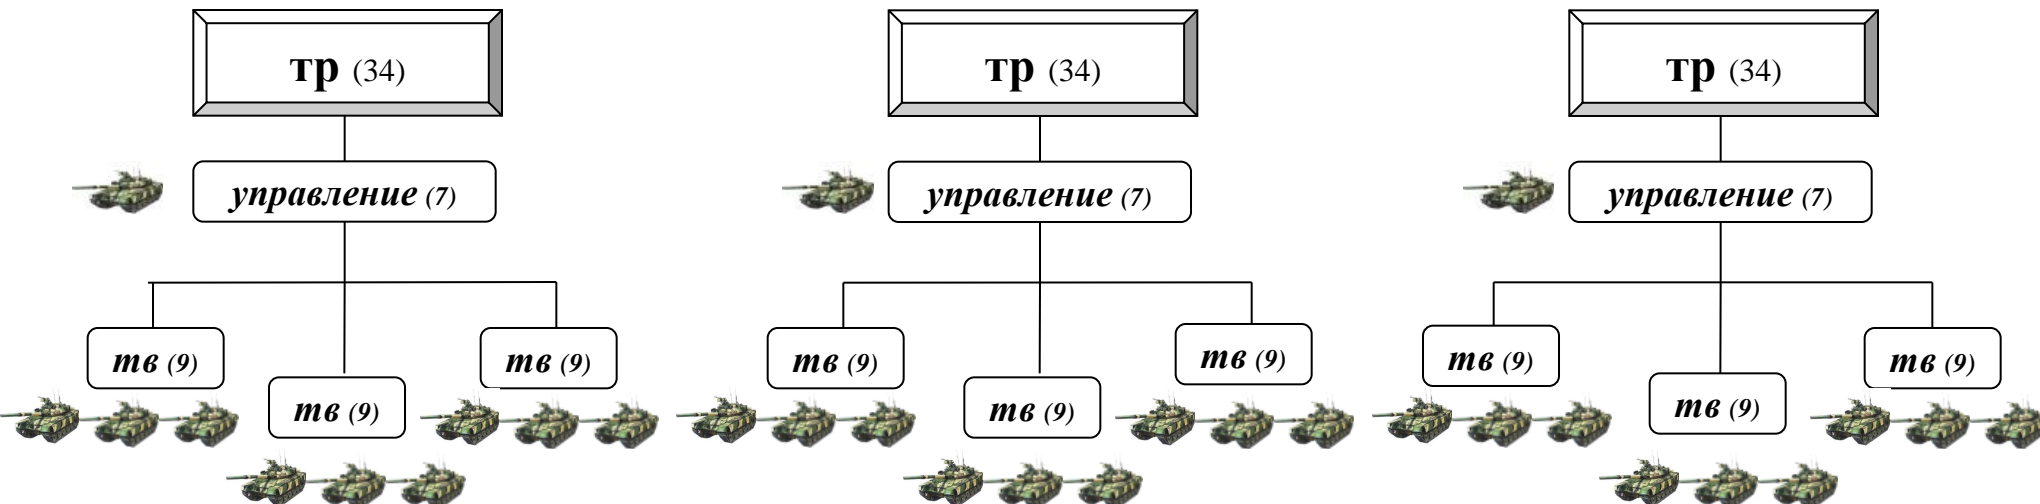 тр (34)
управление (7)
тв (9)
тв (9)
тв (9)
тр (34)
управление (7)
тв (9)
тв (9)
тв (9)
тр (34)
управление (7)
тв (9)
тв (9)
тв (9)